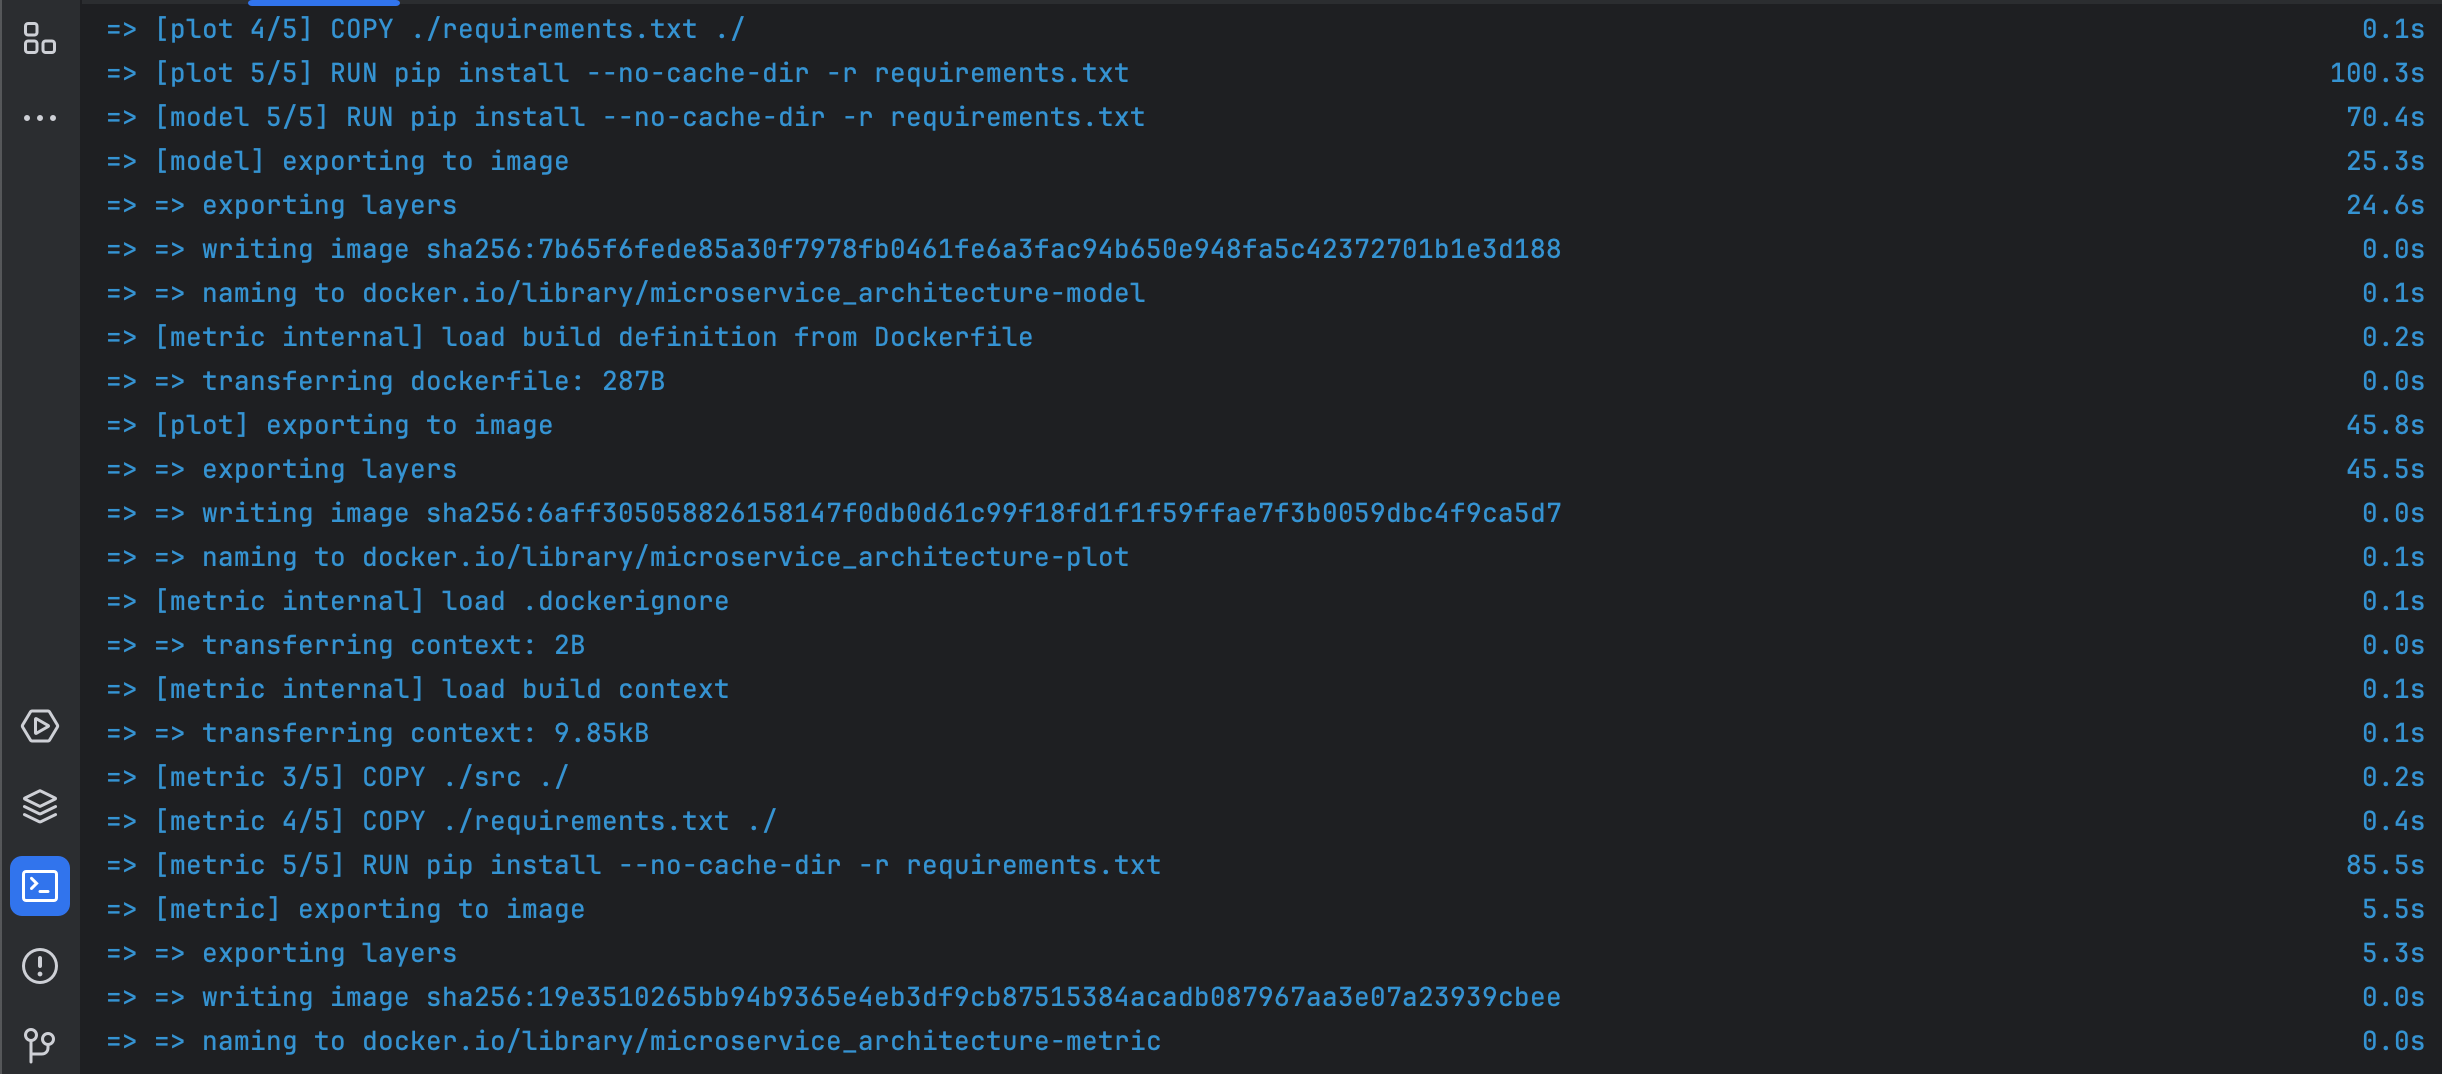 => [plot 4/5] COPY ./requirements.txt ./ 0.1s
=> [plot 5/5] RUN pip install --no-cache-dir -r requirements.txt 100.3s
=> [model 5/5] RUN pip install --no-cache-dir -r requirements.txt 70.4s
=> [model] exporting to image 25.3s
=> => exporting layers 24.6s
=> => writing image sha256:7b65f6fede85a30f7978fb0461fe6a3fac94b650e948fa5c42372701b1e3d188 0.0s
=> => naming to docker.io/library/microservice_architecture-model 0.1s
=> [metric internal] load build definition from Dockerfile 0.2s
=> => transferring dockerfile: 287B 0.0s
=> [plot] exporting to image 45.8s
=> => exporting layers 45.5s
=> => writing image sha256:6aff305058826158147f0db0d61c99f18fd1f1f59ffae7f3b0059dbc4f9ca5d7 0.0s
=> => naming to docker.io/library/microservice_architecture-plot 0.1s
=> [metric internal] load .dockerignore 0.1s
=> => transferring context: 2B 0.0s
=> [metric internal] load build context 0.1s
=> => transferring context: 9.85kB 0.1s
=> [metric 3/5] COPY ./src ./ 0.2s
=> [metric 4/5] COPY ./requirements.txt ./ 0.4s
=> [metric 5/5] RUN pip install --no-cache-dir -r requirements.txt 85.5s
=> [metric] exporting to image 5.5s
=> => exporting layers 5.3s
=> => writing image sha256:19e3510265bb94b9365e4eb3df9cb87515384acadb087967aa3e07a23939cbee 0.0s
=> => naming to docker.io/library/microservice_architecture-metric 0.0s